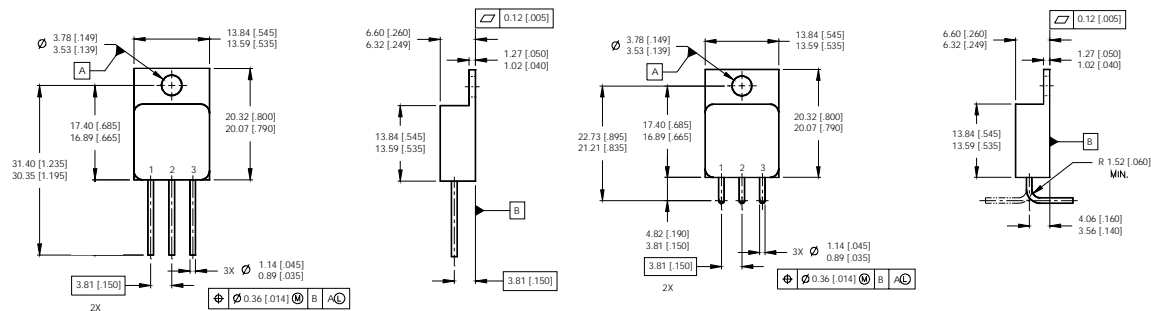 0.12 [.005]
13.84 [.545]
13.59 [.535]
6.60 [.260]
6.32 [.249]
Ø 3.78 [.149]
3.53 [.139]
1.27 [.050]
1.02 [.040]
A
17.40 [.685]
16.89 [.665]
20.32 [.800]
20.07 [.790]
13.84 [.545]
13.59 [.535]
31.40 [1.235]
30.35 [1.195]
1 2 3
B
3X Ø 1.14 [.045]
0.89 [.035]
3.81 [.150]
2X
3.81 [.150]
⌖ Ø 0.36 [.014] Ⓜ B A Ⓛ
0.12 [.005]
13.84 [.545]
13.59 [.535]
6.60 [.260]
6.32 [.249]
Ø 3.78 [.149]
3.53 [.139]
1.27 [.050]
1.02 [.040]
A
17.40 [.685]
16.89 [.665]
20.32 [.800]
20.07 [.790]
13.84 [.545]
13.59 [.535]
22.73 [.895]
21.21 [.835]
B
1 2 3
R 1.52 [.060]
MIN.
4.82 [.190]
3.81 [.150]
4.06 [.160]
3.56 [.140]
3X Ø 1.14 [.045]
0.89 [.035]
3.81 [.150]
2X
⌖ Ø 0.36 [.014] Ⓜ B A Ⓛ